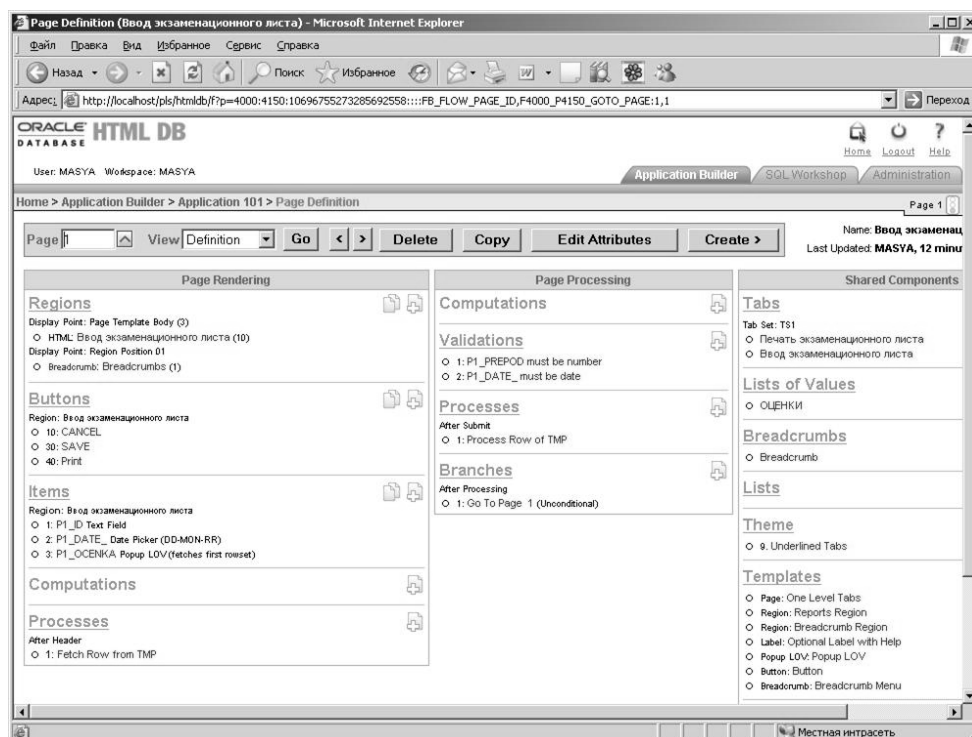 Page Definition (Ввод экзаменационного листа) - Microsoft Internet Explorer
Файл Правка Вид Избранное Сервис Справка
Назад Поиск Избранное
Адрес: http://localhost/pls/htmldb/f?p=4000:4150:10696755273285692558::::FB_FLOW_PAGE_ID,F4000_P4150_GOTO_PAGE:1,1 Переход
ORACLE HTML DB
DATABASE
Home Logout Help
User: MASYA Workspace: MASYA
Application Builder SQL Workshop Administration
Home > Application Builder > Application 101 > Page Definition
Page 1
Page 1 View Definition Go < > Delete Copy Edit Attributes Create >
Name: Ввод экзаменац
Last Updated: MASYA, 12 minu
Page Rendering
Regions
Display Point: Page Template Body (3)
HTML: Ввод экзаменационного листа (10)
Display Point: Region Position 01
Breadcrumb: Breadcrumbs (1)
Buttons
Region: Ввод экзаменационного листа
10: CANCEL
30: SAVE
40: Print
Items
Region: Ввод экзаменационного листа
1: P1_ID Text Field
2: P1_DATE_ Date Picker (DD-MON-RR)
3: P1_OCENKA Popup LOV (fetches first rowset)
Computations
Processes
After Header
1: Fetch Row from TMP
Page Processing
Computations
Validations
1: P1_PREPOD must be number
2: P1_DATE_ must be date
Processes
After Submit
1: Process Row of TMP
Branches
After Processing
1: Go To Page 1 (Unconditional)
Shared Components
Tabs
Tab Set: TS1
Печать экзаменационного листа
Ввод экзаменационного листа
Lists of Values
ОЦЕНКИ
Breadcrumbs
Breadcrumb
Lists
Theme
9. Underlined Tabs
Templates
Page: One Level Tabs
Region: Reports Region
Region: Breadcrumb Region
Label: Optional Label with Help
Popup LOV: Popup LOV
Button: Button
Breadcrumb: Breadcrumb Menu
Местная интрасеть